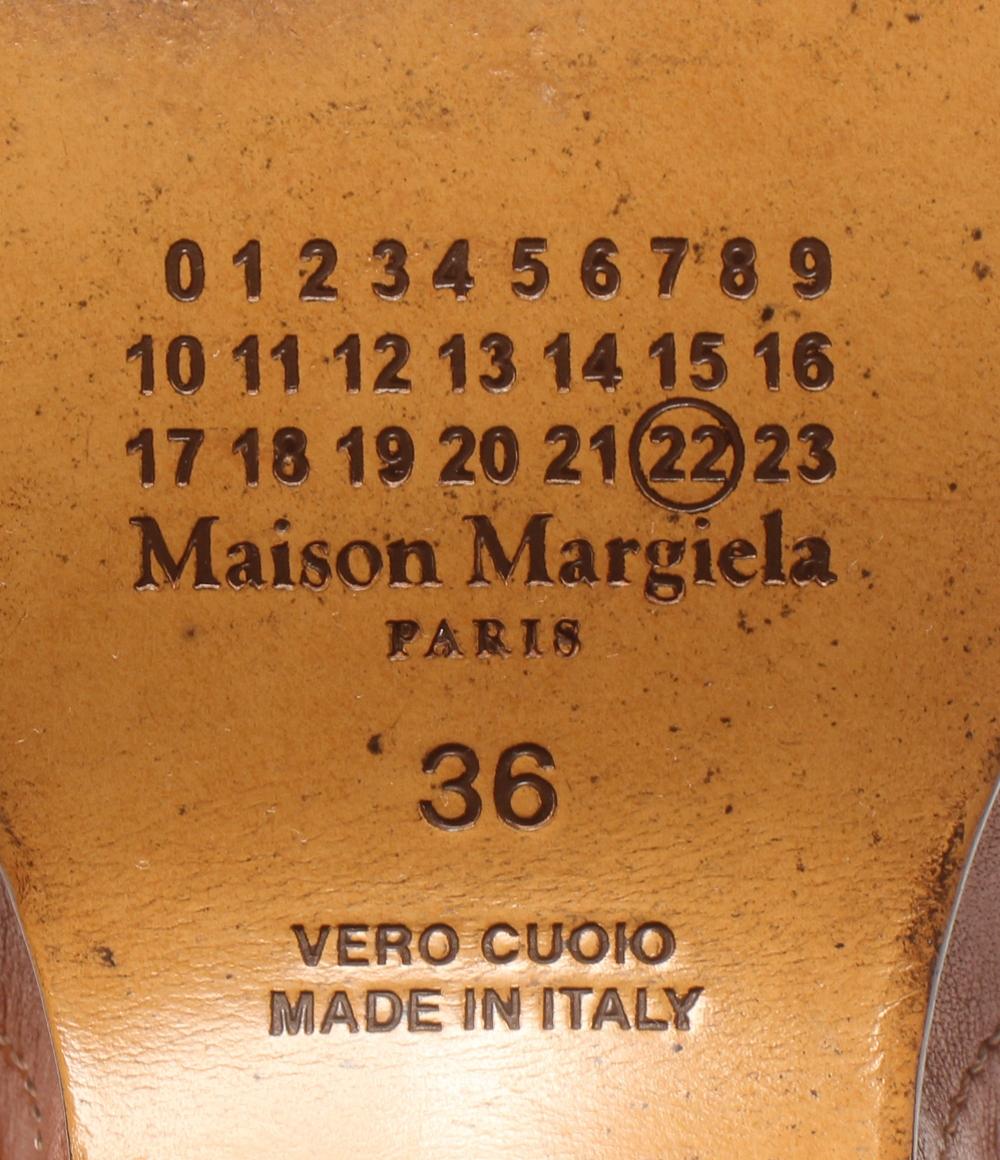 0 1 2 3 4 5 6 7 8 9
10 11 12 13 14 15 16
17 18 19 20 21 22 23
Maison Margiela
PARIS
36
VERO CUOIO
MADE IN ITALY